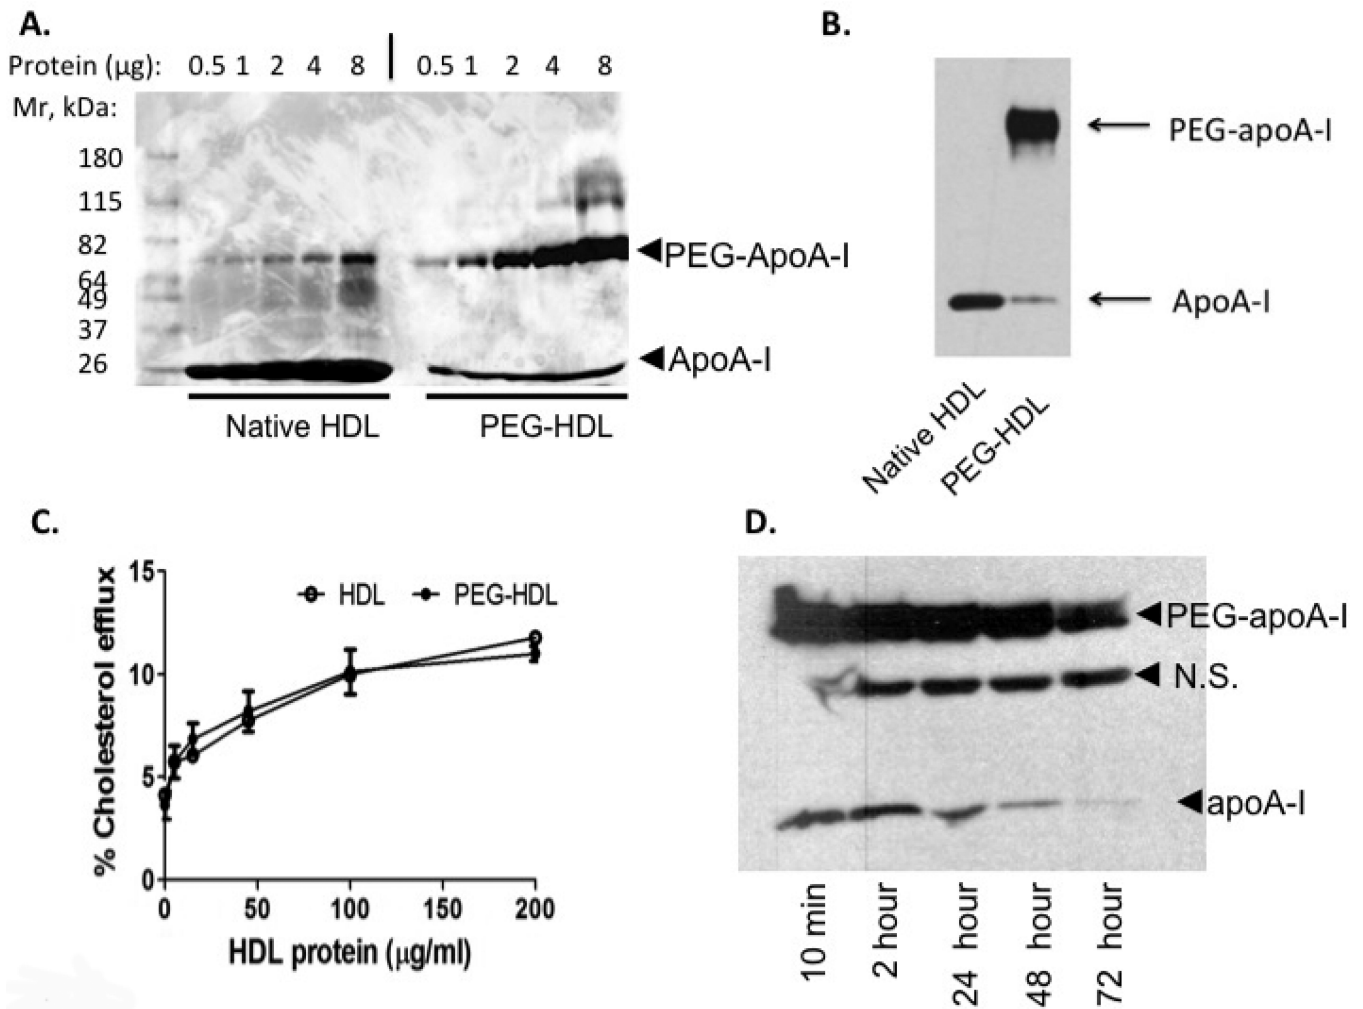 A.
Protein (µg): 0.5 1 2 4 8 0.5 1 2 4 8
Mr, kDa:
180
115
82
64
49
37
26
PEG-ApoA-I
ApoA-I
Native HDL PEG-HDL
B.
PEG-apoA-I
ApoA-I
Native HDL
PEG-HDL
C.
% Cholesterol efflux
15
10
5
0
HDL PEG-HDL
0 50 100 150 200
HDL protein (µg/ml)
D.
PEG-apoA-I
N.S.
apoA-I
10 min
2 hour
24 hour
48 hour
72 hour